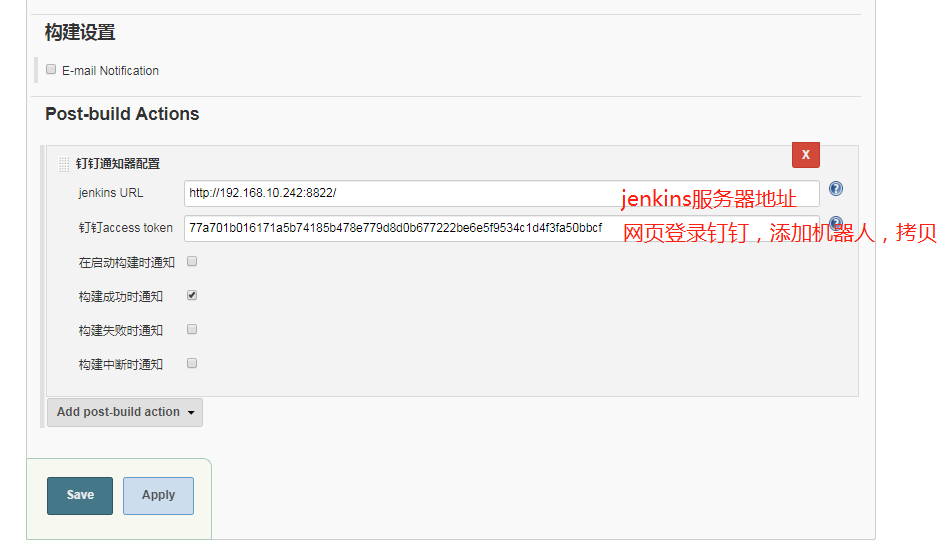 构建设置
E-mail Notification
Post-build Actions
钉钉通知器配置
X
jenkins URL
http://192.168.10.242:8822/
jenkins服务器地址
钉钉access token
77a701b016171a5b74185b478e779d8d0b677222be6e5f9534c1d4f3fa50bbcf
网页登录钉钉，添加机器人，拷贝
在启动构建时通知
构建成功时通知
构建失败时通知
构建中断时通知
Add post-build action
Save
Apply